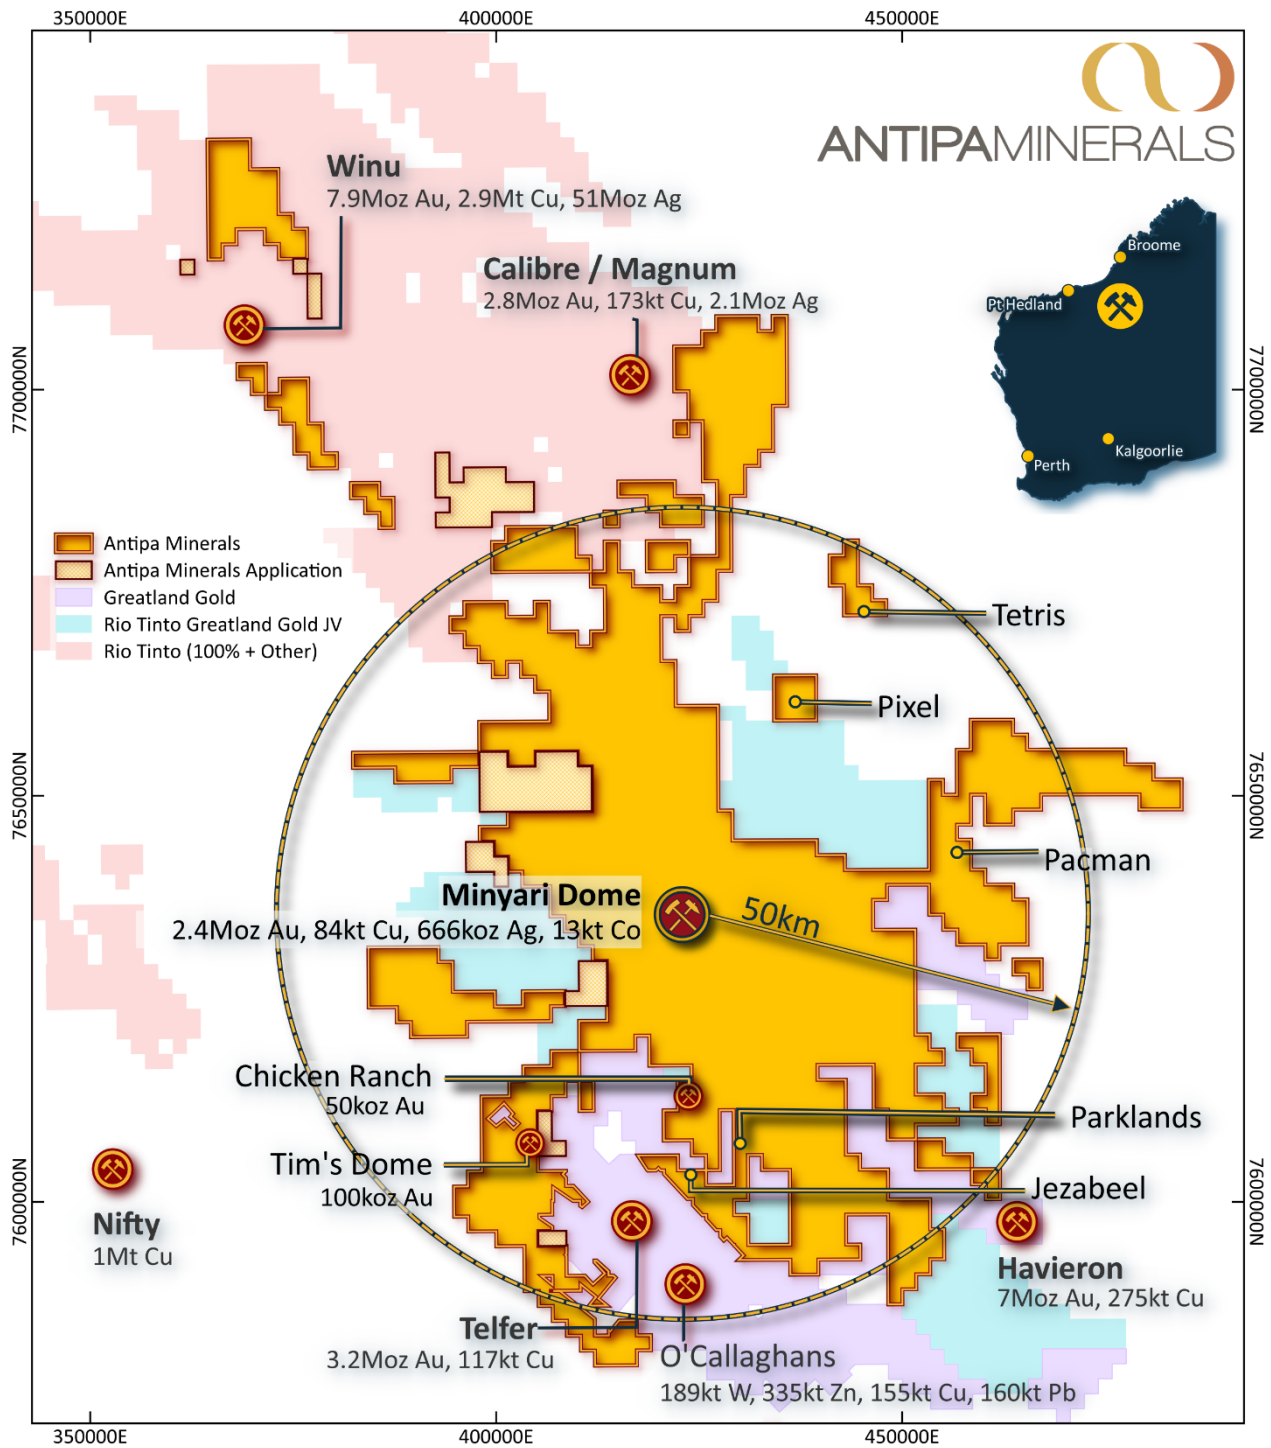 350000E
400000E
450000E
ANTIPAMINERALS
Winu
7.9Moz Au, 2.9Mt Cu, 51Moz Ag
Calibre / Magnum
2.8Moz Au, 173kt Cu, 2.1Moz Ag
Broome
Pt Hedland
Kalgoorlie
Perth
7700000N
7700000N
Antipa Minerals
Antipa Minerals Application
Greatland Gold
Rio Tinto Greatland Gold JV
Rio Tinto (100% + Other)
Tetris
Pixel
7650000N
7650000N
Pacman
Minyari Dome
2.4Moz Au, 84kt Cu, 666koz Ag, 13kt Co
50km
Chicken Ranch
50koz Au
Parklands
Tim's Dome
100koz Au
Jezabeel
7600000N
7600000N
Nifty
1Mt Cu
Havieron
7Moz Au, 275kt Cu
Telfer
3.2Moz Au, 117kt Cu
O'Callaghans
189kt W, 335kt Zn, 155kt Cu, 160kt Pb
350000E
400000E
450000E